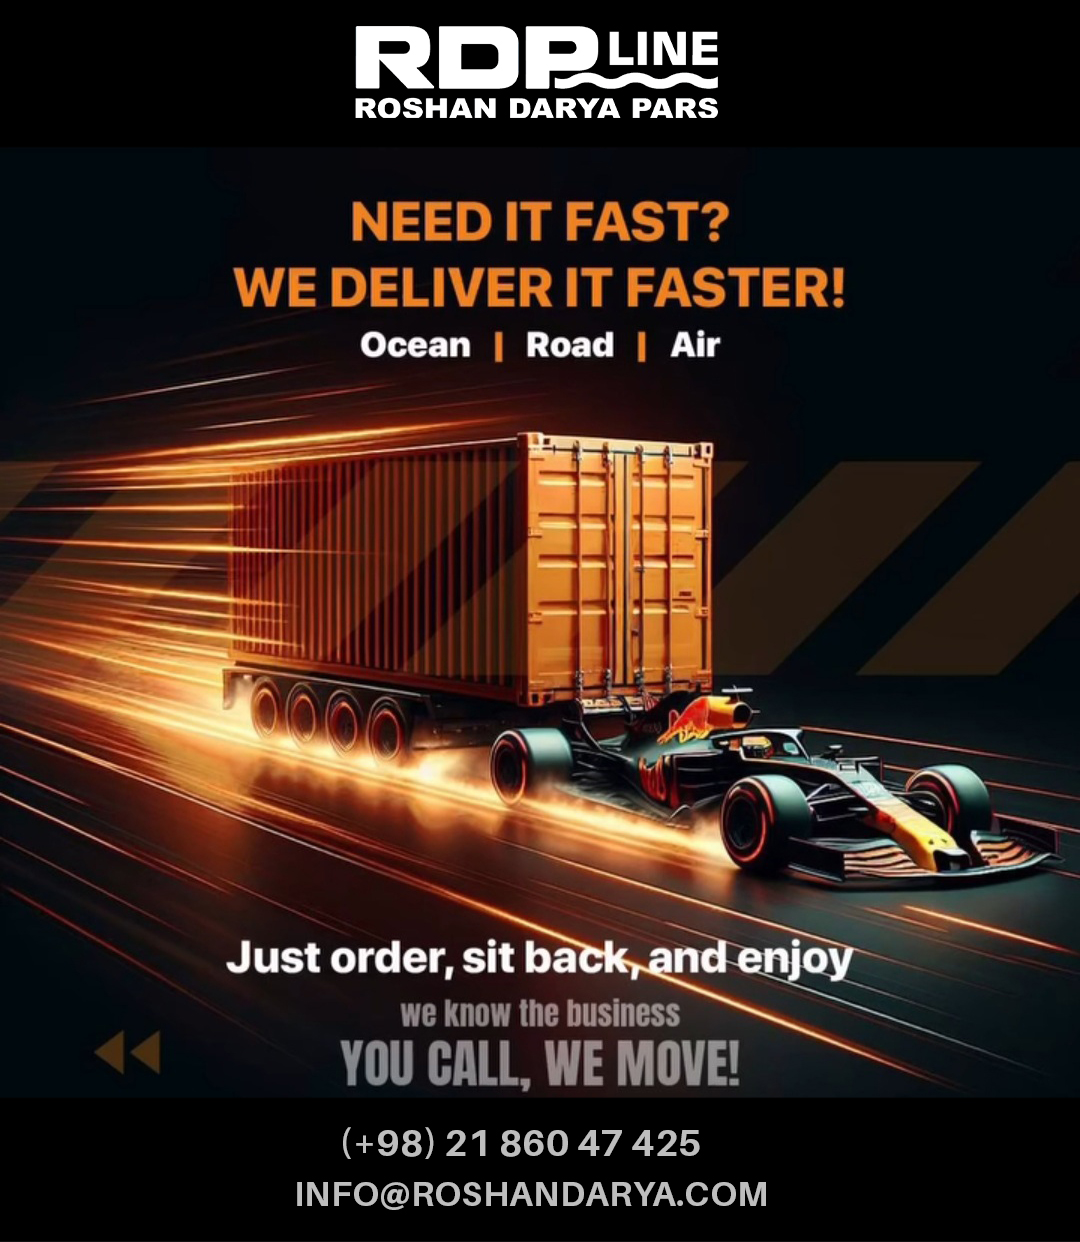 RDP LINE
ROSHAN DARYA PARS
NEED IT FAST?
WE DELIVER IT FASTER!
Ocean | Road | Air
Just order, sit back, and enjoy
we know the business
YOU CALL, WE MOVE!
(+98) 21 860 47 425
INFO@ROSHANDARYA.COM